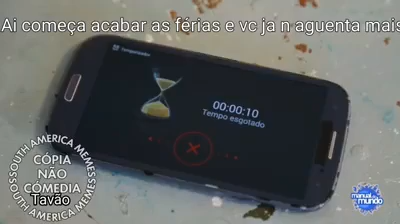 Ai começa acabar as férias e vc ja n aguenta mais
Temporizador
00:00:10
Tempo esgotado
SOUTH AMERICA MEMES
CÓPIA
NÃO
COMÉDIA
Tavão
SOUTH AMERICA MEMES
manual do
mundo